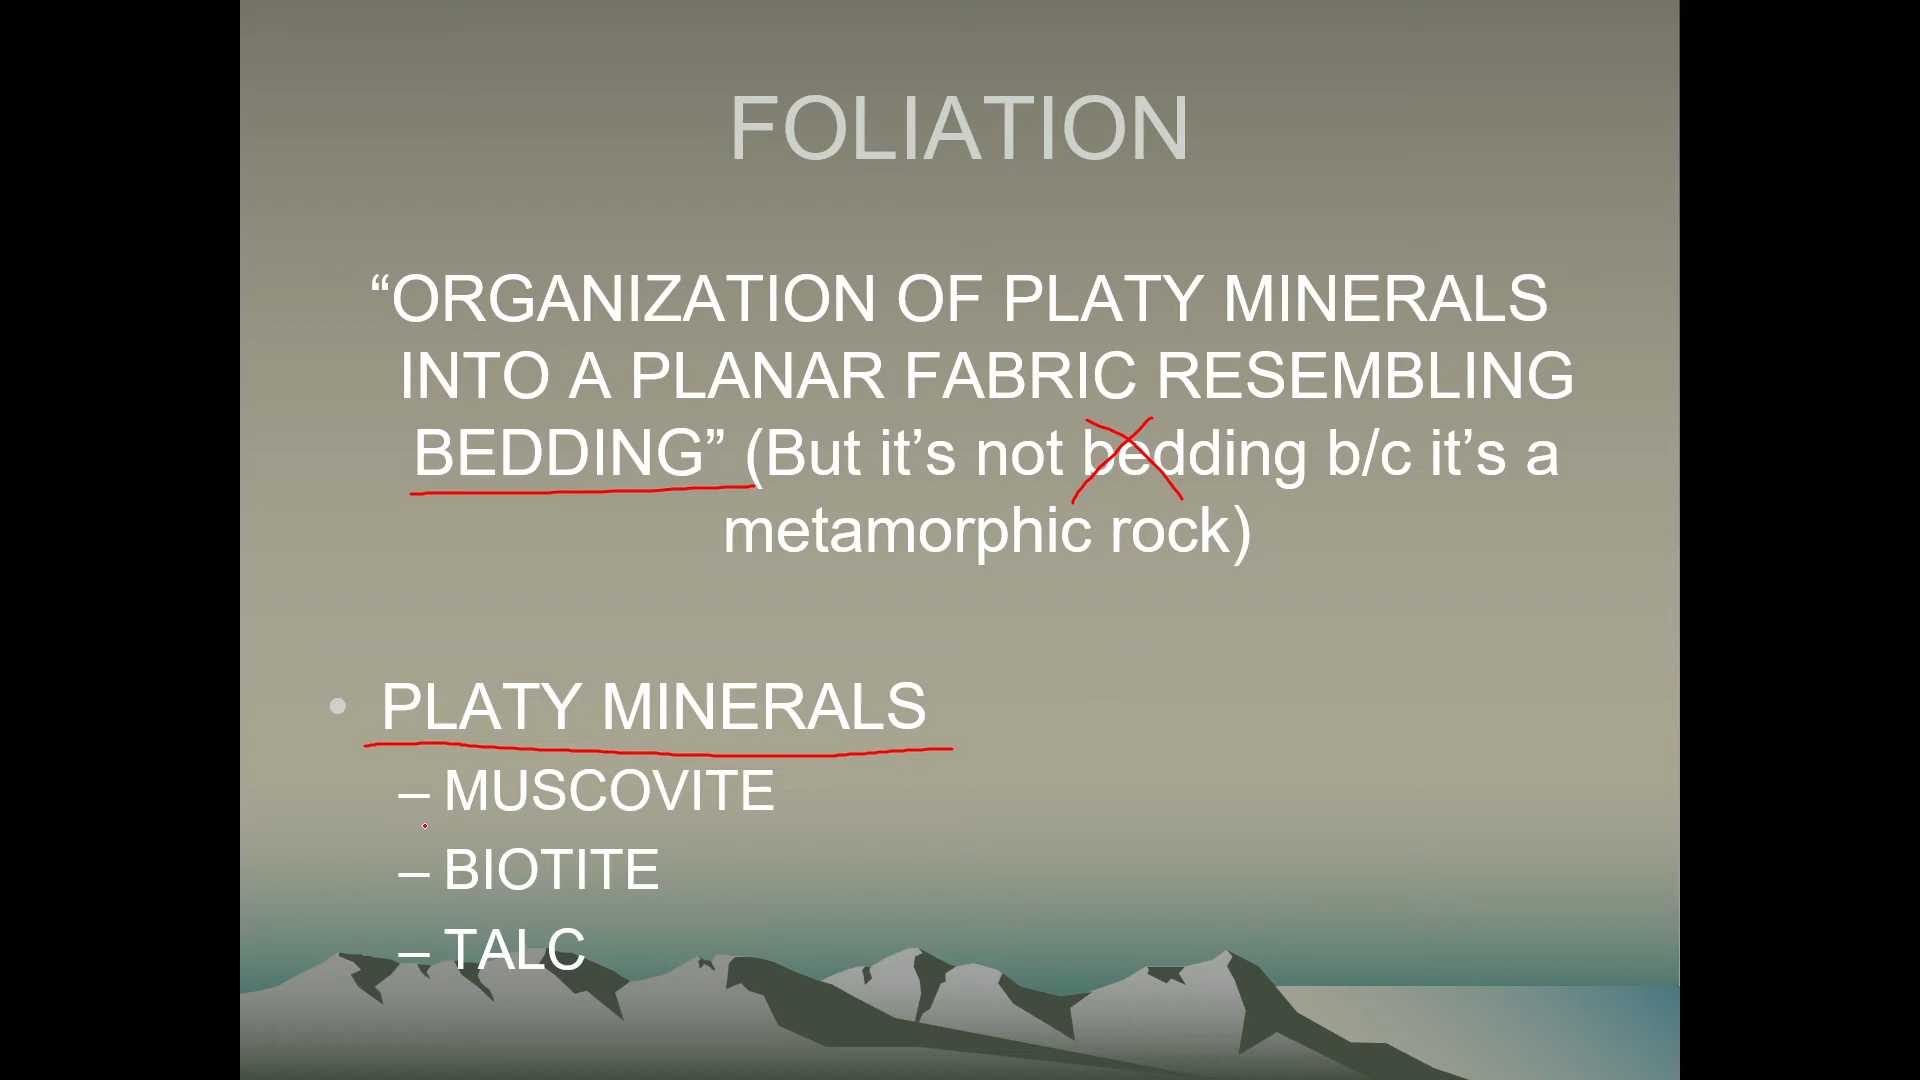 FOLIATION
“ORGANIZATION OF PLATY MINERALS
INTO A PLANAR FABRIC RESEMBLING
BEDDING” (But it’s not bedding b/c it’s a
metamorphic rock)
• PLATY MINERALS
– MUSCOVITE
– BIOTITE
– TALC